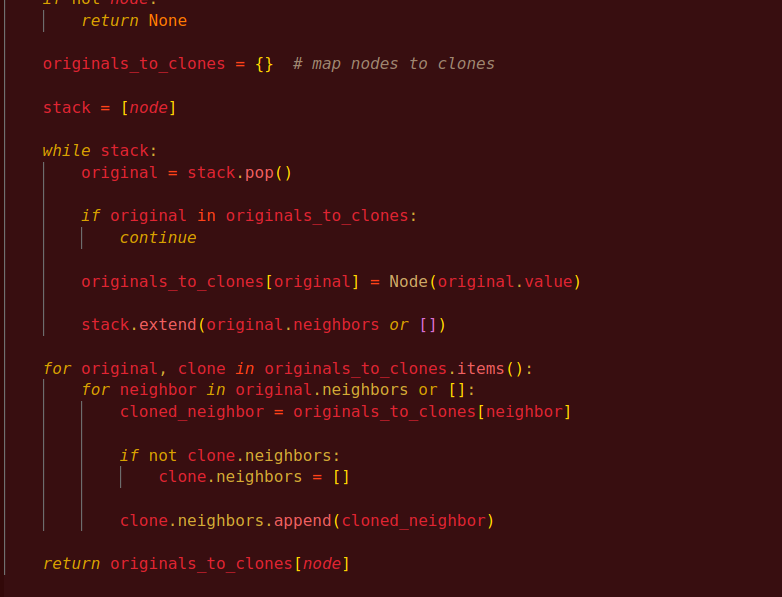 if not node:
return None
originals_to_clones = {}  # map nodes to clones
stack = [node]
while stack:
original = stack.pop()
if original in originals_to_clones:
continue
originals_to_clones[original] = Node(original.value)
stack.extend(original.neighbors or [])
for original, clone in originals_to_clones.items():
for neighbor in original.neighbors or []:
cloned_neighbor = originals_to_clones[neighbor]
if not clone.neighbors:
clone.neighbors = []
clone.neighbors.append(cloned_neighbor)
return originals_to_clones[node]